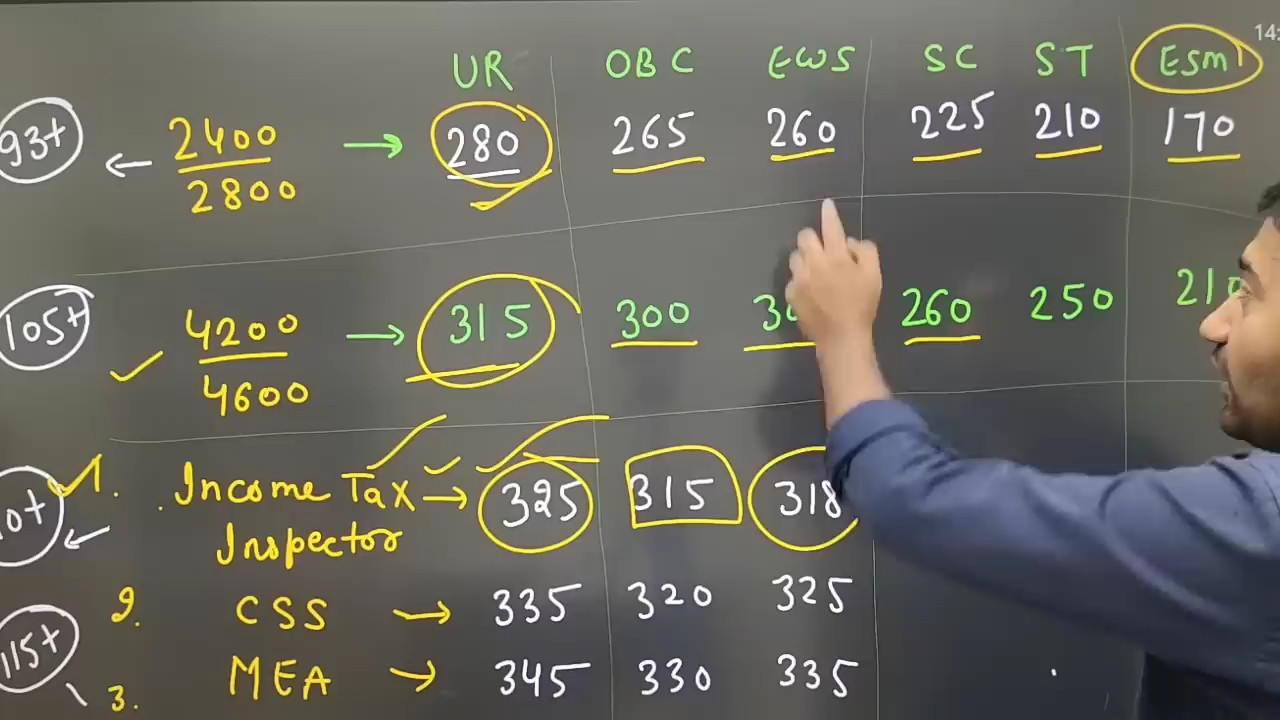 UR OBC EWS SC ST ESM
93+ ← 2400 → 280 265 260 225 210 170
2800
105+ 4200 → 315 300 260 250
4600
1. Income Tax → 325 315 318
Inspector
2. CSS → 335 320 325
115+
3. MEA → 345 330 335